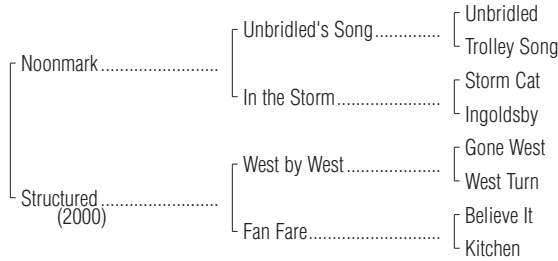 Unbridled
Unbridled's Song..............
Trolley Song
Noonmark..........................
Storm Cat
In the Storm......................
Ingoldsby
Gone West
West by West....................
West Turn
Structured..........................
(2000)
Believe It
Fan Fare............................
Kitchen